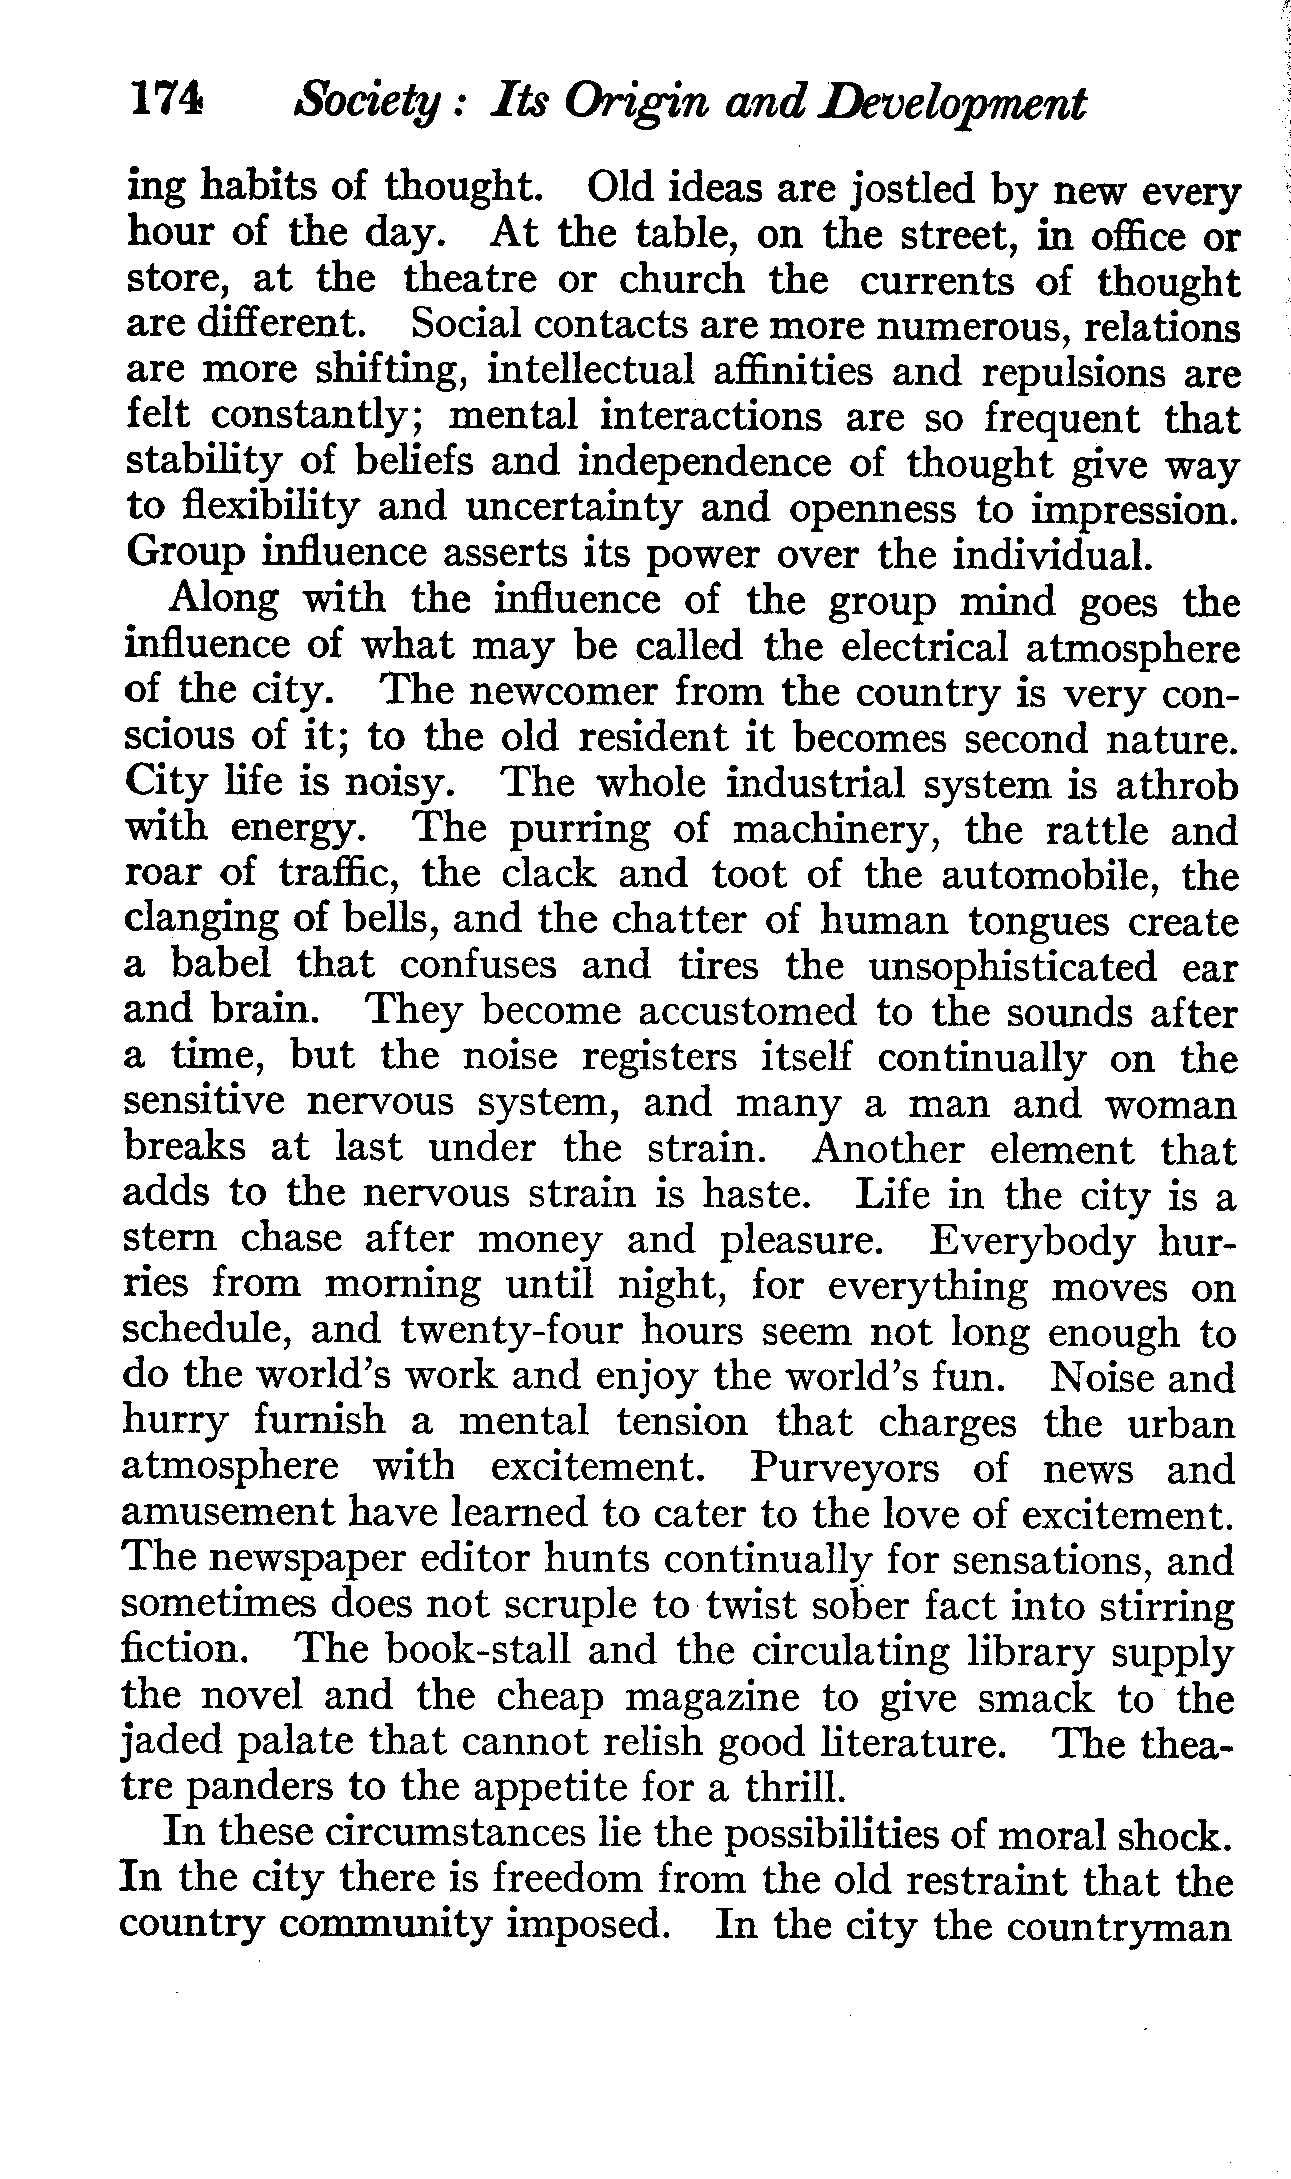 174 Society: Its Origin and Development
ing habits of thought. Old ideas are jostled by new every
hour of the day. At the table, on the street, in office or
store, at the theatre or church the currents of thought
are different. Social contacts are more numerous, relations
are more shifting, intellectual affinities and repulsions are
felt constantly; mental interactions are so frequent that
stability of beliefs and independence of thought give way
to flexibility and uncertainty and openness to impression.
Group influence asserts its power over the individual.
Along with the influence of the group mind goes the
influence of what may be called the electrical atmosphere
of the city. The newcomer from the country is very con-
scious of it; to the old resident it becomes second nature.
City life is noisy. The whole industrial system is athrob
with energy. The purring of machinery, the rattle and
roar of traffic, the clack and toot of the automobile, the
clanging of bells, and the chatter of human tongues create
a babel that confuses and tires the unsophisticated ear
and brain. They become accustomed to the sounds after
a time, but the noise registers itself continually on the
sensitive nervous system, and many a man and woman
breaks at last under the strain. Another element that
adds to the nervous strain is haste. Life in the city is a
stern chase after money and pleasure. Everybody hur-
ries from morning until night, for everything moves on
schedule, and twenty-four hours seem not long enough to
do the world's work and enjoy the world's fun. Noise and
hurry furnish a mental tension that charges the urban
atmosphere with excitement. Purveyors of news and
amusement have learned to cater to the love of excitement.
The newspaper editor hunts continually for sensations, and
sometimes does not scruple to twist sober fact into stirring
fiction. The book-stall and the circulating library supply
the novel and the cheap magazine to give smack to the
jaded palate that cannot relish good literature. The thea-
tre panders to the appetite for a thrill.
In these circumstances lie the possibilities of moral shock.
In the city there is freedom from the old restraint that the
country community imposed. In the city the countryman